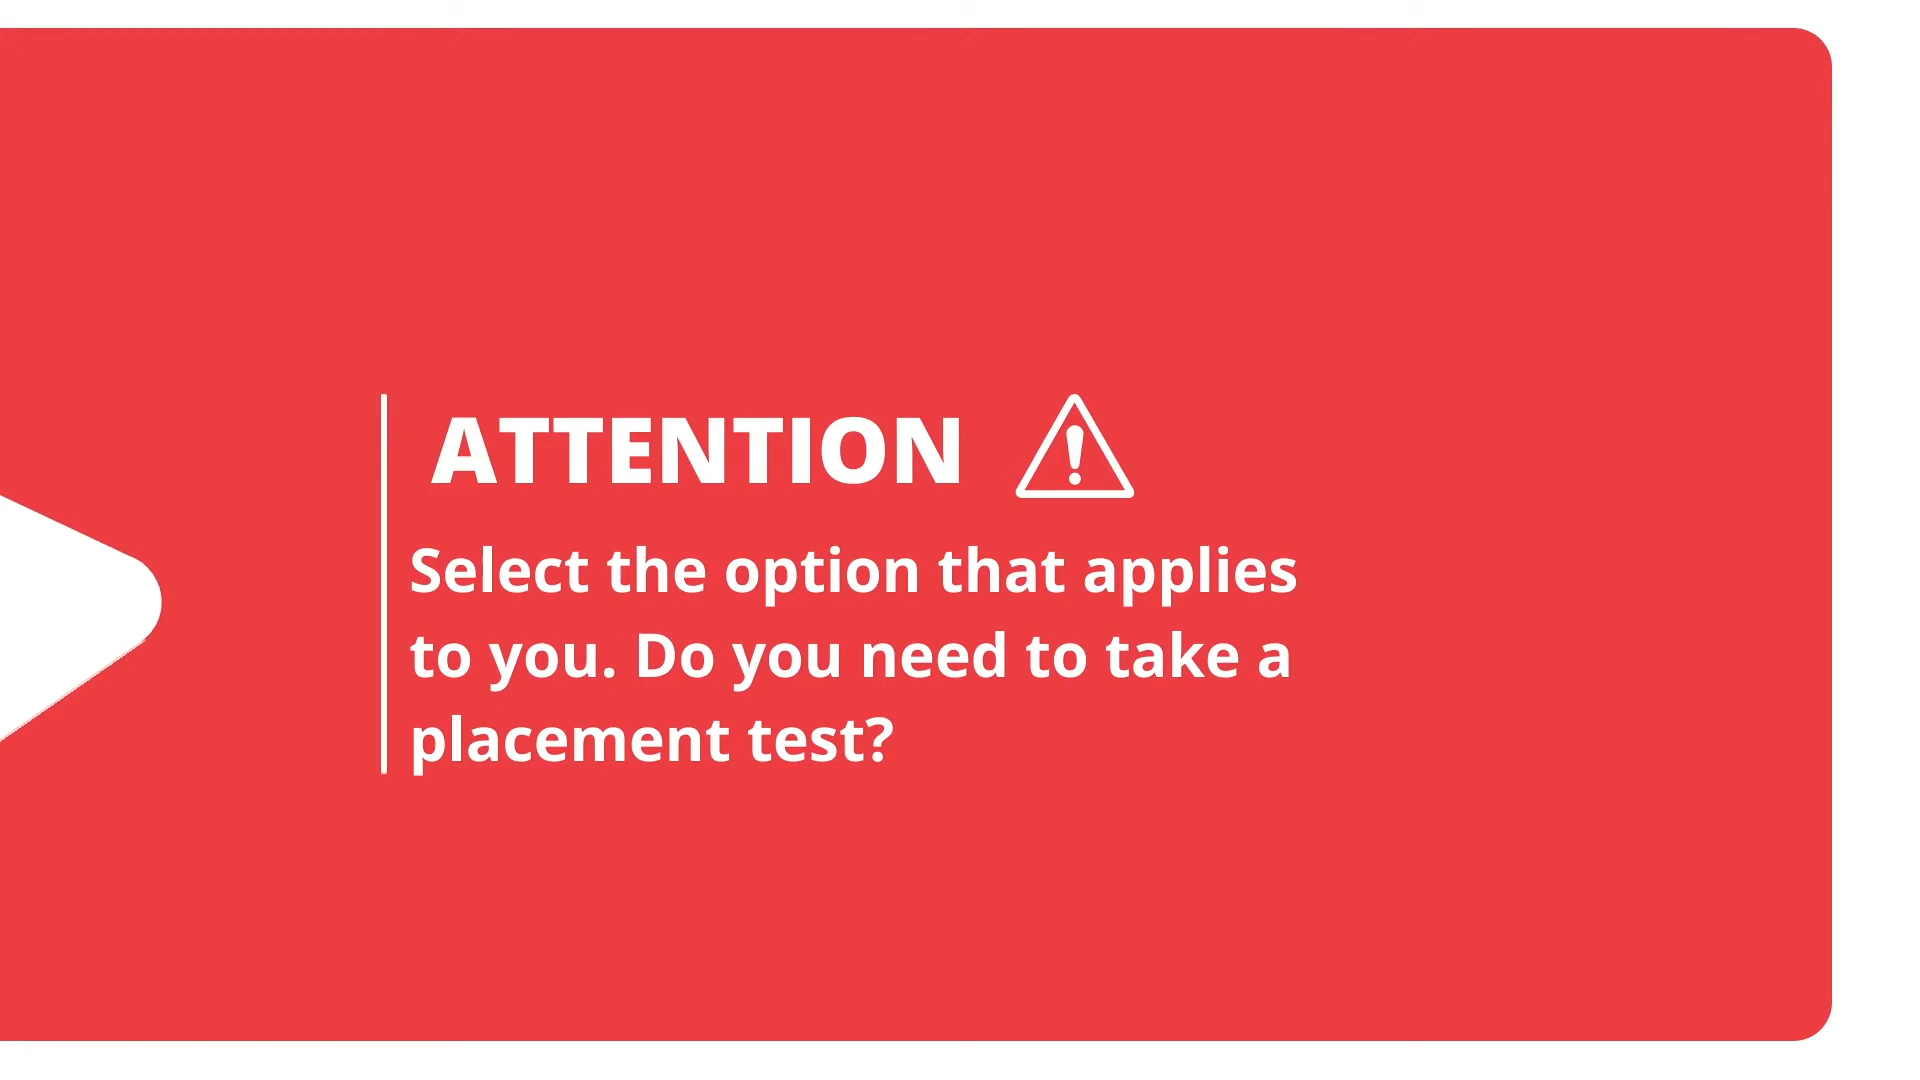 ATTENTION
Select the option that applies
to you. Do you need to take a
placement test?